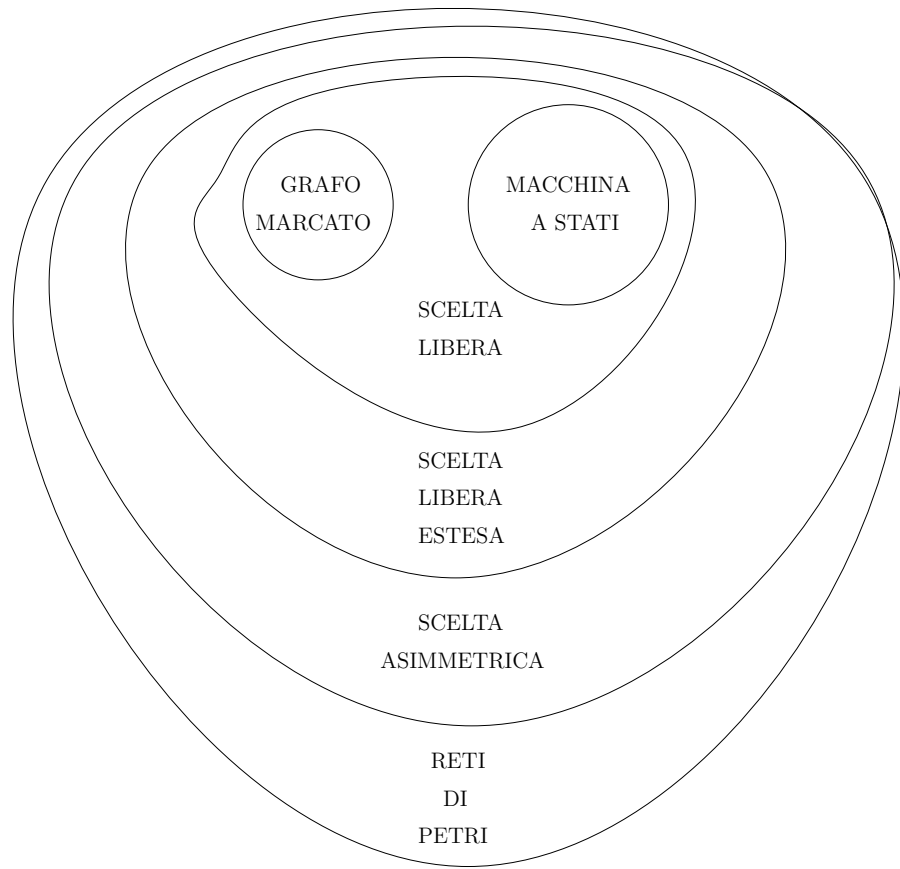 GRAFO
MARCATO
MACCHINA
A STATI
SCELTA
LIBERA
SCELTA
LIBERA
ESTESA
SCELTA
ASIMMETRICA
RETI
DI
PETRI